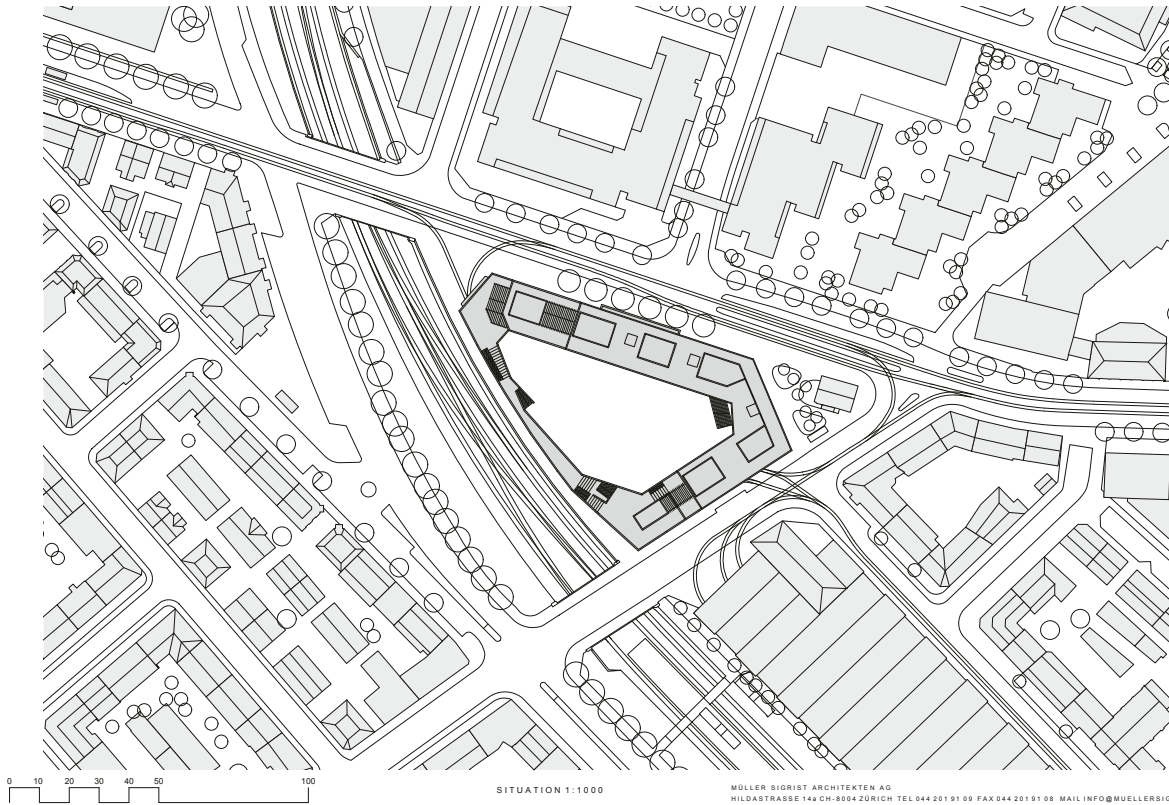 0 10 20 30 40 50 100
SITUATION 1:1000
MÜLLER SIGRIST ARCHITEKTEN AG
HILDASTRASSE 14a CH-8004 ZÜRICH TEL 044 201 91 09 FAX 044 201 91 08 MAIL INFO@MUELLERSIG